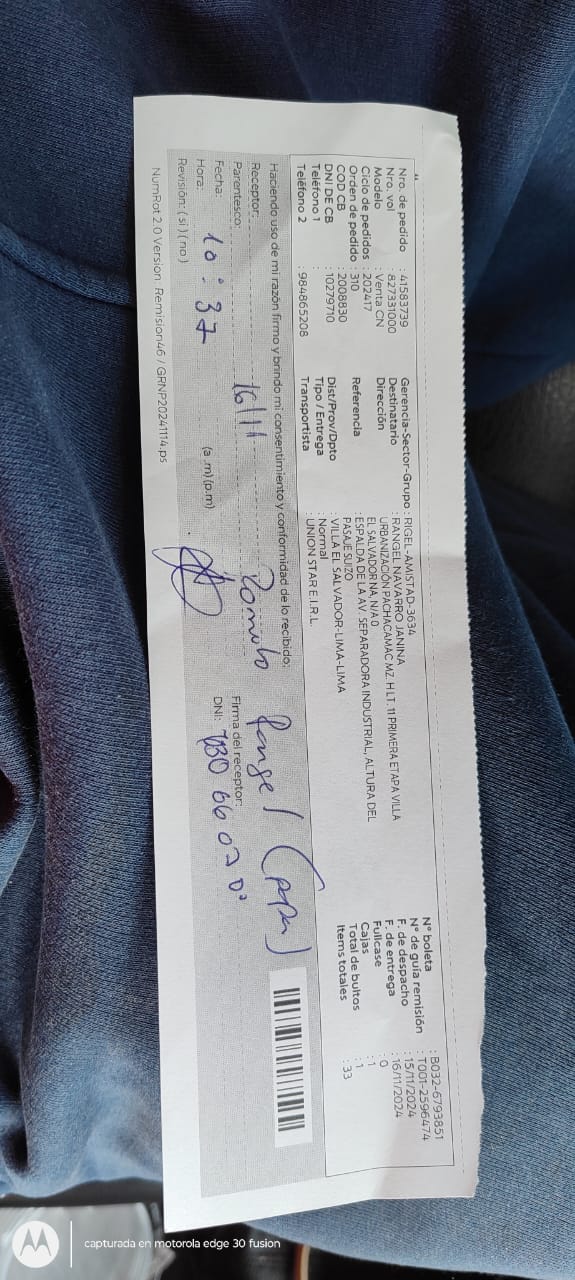 Nro. de pedido : 41583739
Nro. vol : 827331000
Modelo : Venta CN
Ciclo de pedidos : 202417
Orden de pedido : 310
COD CB : 2008830
DNI DE CB : 10279710
Teléfono 1 :
Teléfono 2 : 984865208
Gerencia-Sector-Grupo : RIGEL-AMISTAD-3634
Destinatario : RANGEL NAVARRO JANINA
Dirección : URBANIZACIÓN PACHACAMAC MZ. H LT. 11 PRIMERA ETAPA VILLA
EL SALVADOR NA, N/A 0
Referencia : ESPALDA DE LA AV. SEPARADORA INDUSTRIAL, ALTURA DEL
PASAJE SUIZO
Dist/Prov/Dpto : VILLA EL SALVADOR-LIMA-LIMA
Tipo / Entrega : Normal
Transportista : UNION STAR E.I.R.L.
N° boleta : B032-6793851
N° de guía remisión : T001-2596474
F. de despacho : 15/11/2024
F. de entrega : 16/11/2024
Fullcase : 0
Cajas : 1
Total de bultos : 1
Items totales : 33
Haciendo uso de mi razón firmo y brindo mi consentimiento y conformidad de lo recibido:
Receptor: Romulo Rangel (papa)
Parentesco:
Firma del receptor:
Fecha: 16/11
DNI:
Hora: 10:37 (a.m) (p.m)
Revisión: ( si ) ( no )
NumRot 2.0 Version: Remision46 / GRNP20241114.ps
capturada en motorola edge 30 fusion